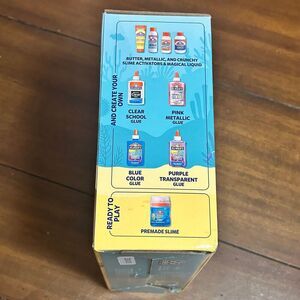 BUTTER, METALLIC, AND CRUNCHY
SLIME ACTIVATORS & MAGICAL LIQUID
AND CREATE YOUR
OWN
CLEAR
SCHOOL
GLUE
PINK
METALLIC
GLUE
BLUE
COLOR
GLUE
PURPLE
TRANSPARENT
GLUE
READY TO
PLAY
PREMADE SLIME